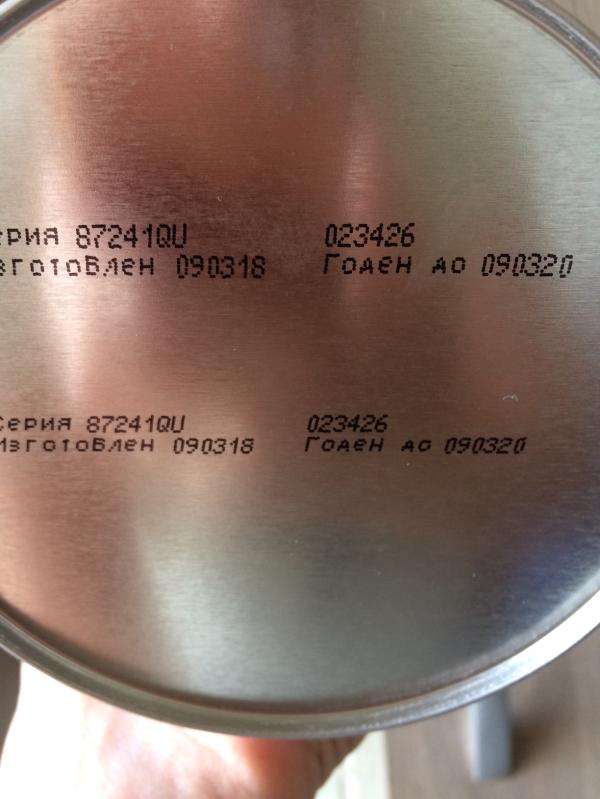 ерия 87241QU 023426
зготовлен 090318 Годен до 090320
Серия 87241QU 023426
Изготовлен 090318 Годен до 090320